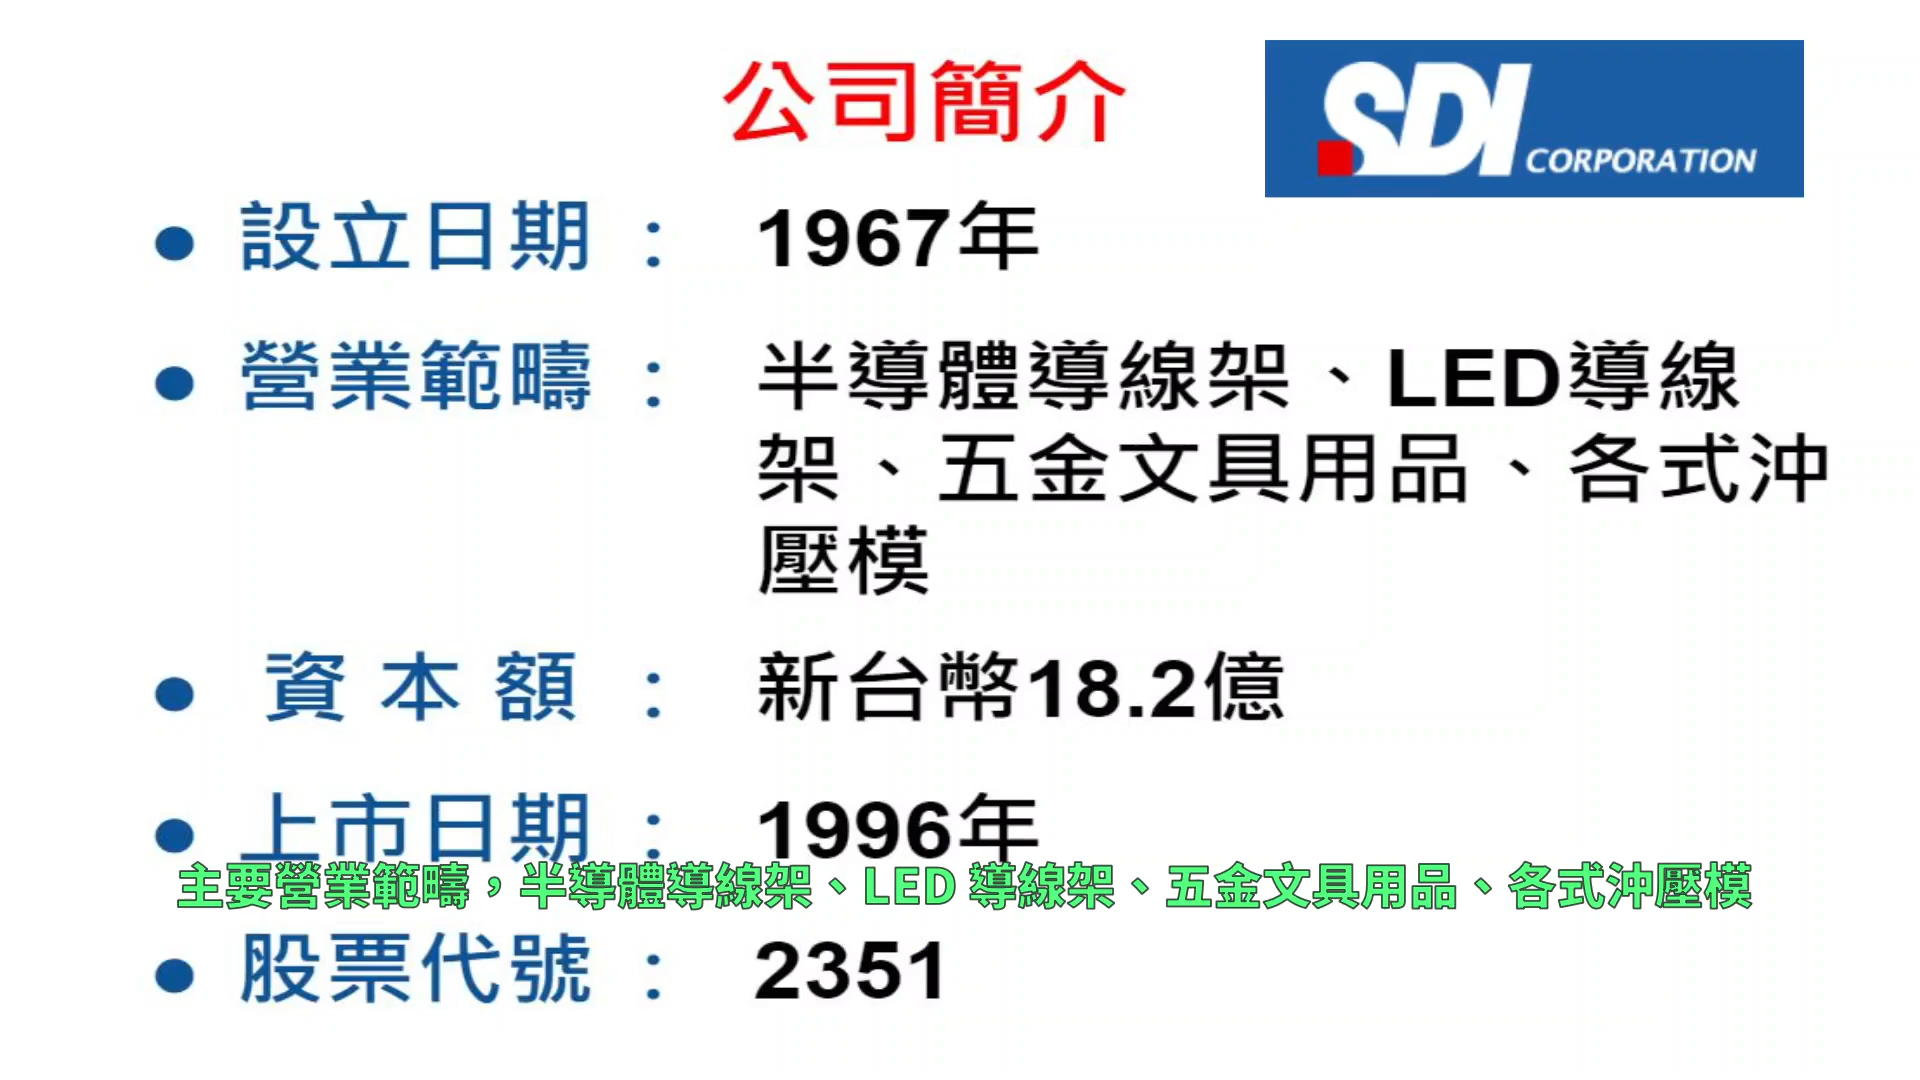 公司簡介
SDI CORPORATION
● 設立日期 : 1967年
● 營業範疇 : 半導體導線架、LED導線
架、五金文具用品、各式沖
壓模
● 資本額 : 新台幣18.2億
● 上市日期 : 1996年
主要營業範疇，半導體導線架、LED 導線架、五金文具用品、各式沖壓模
● 股票代號 : 2351